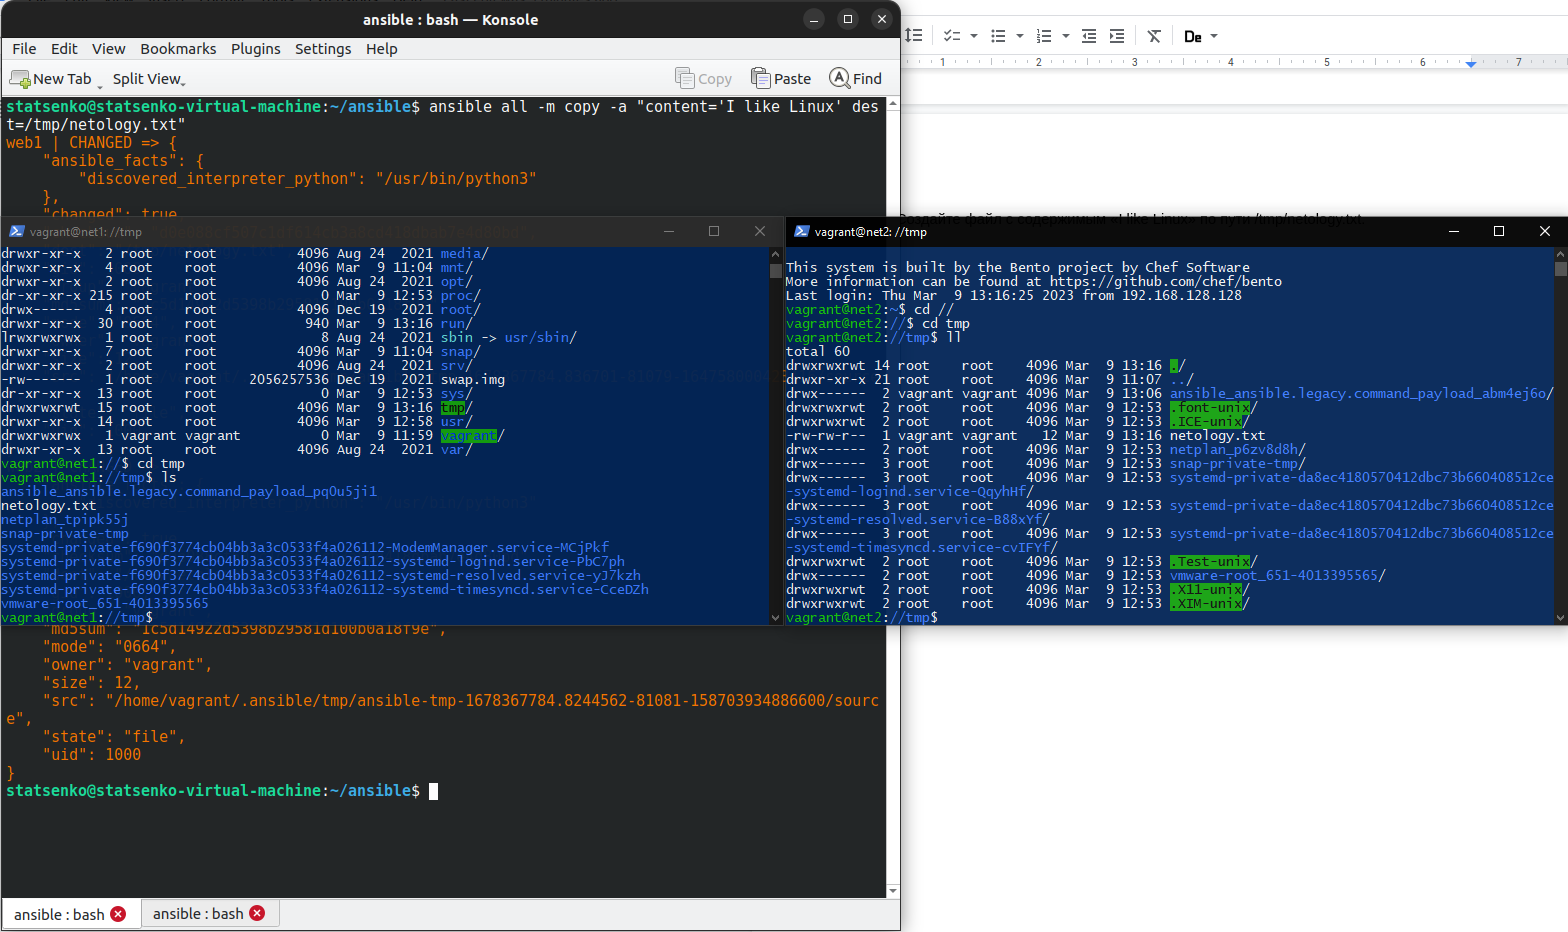 ansible : bash — Konsole
File Edit View Bookmarks Plugins Settings Help
New Tab Split View Copy Paste Find
De
1 2 3 4 5 6 7
statsenko@statsenko-virtual-machine:~/ansible$ ansible all -m copy -a "content='I like Linux' des
t=/tmp/netology.txt"
web1 | CHANGED => {
    "ansible_facts": {
        "discovered_interpreter_python": "/usr/bin/python3"
    },
    "changed": true
vagrant@net1: //tmp
drwxr-xr-x   2 root    root          4096 Aug 24  2021 media/
drwxr-xr-x   4 root    root          4096 Mar  9 11:04 mnt/
drwxr-xr-x   2 root    root          4096 Aug 24  2021 opt/
dr-xr-xr-x 215 root    root             0 Mar  9 12:53 proc/
drwx------   4 root    root          4096 Dec 19  2021 root/
drwxr-xr-x  30 root    root           940 Mar  9 13:16 run/
lrwxrwxrwx   1 root    root             8 Aug 24  2021 sbin -> usr/sbin/
drwxr-xr-x   7 root    root          4096 Mar  9 11:04 snap/
drwxr-xr-x   2 root    root          4096 Aug 24  2021 srv/
-rw-------   1 root    root    2056257536 Dec 19  2021 swap.img
dr-xr-xr-x  13 root    root             0 Mar  9 12:53 sys/
drwxrwxrwt  15 root    root          4096 Mar  9 13:16 tmp/
drwxr-xr-x  14 root    root          4096 Mar  9 12:58 usr/
drwxrwxrwx   1 vagrant vagrant          0 Mar  9 11:59 vagrant/
drwxr-xr-x  13 root    root          4096 Aug 24  2021 var/
vagrant@net1://$ cd tmp
vagrant@net1://tmp$ ls
ansible_ansible.legacy.command_payload_pq0u5ji1
netology.txt
netplan_tpipk55j
snap-private-tmp
systemd-private-f690f3774cb04bb3a3c0533f4a026112-ModemManager.service-MCjPkf
systemd-private-f690f3774cb04bb3a3c0533f4a026112-systemd-logind.service-PbC7ph
systemd-private-f690f3774cb04bb3a3c0533f4a026112-systemd-resolved.service-yJ7kzh
systemd-private-f690f3774cb04bb3a3c0533f4a026112-systemd-timesyncd.service-CceDZh
vmware-root_651-4013395565
vagrant@net1://tmp$
vagrant@net2: //tmp
This system is built by the Bento project by Chef Software
More information can be found at https://github.com/chef/bento
Last login: Thu Mar  9 13:16:25 2023 from 192.168.128.128
vagrant@net2:~$ cd //
vagrant@net2://$ cd tmp
vagrant@net2://tmp$ ll
total 60
drwxrwxrwt 14 root    root    4096 Mar  9 13:16 ./
drwxr-xr-x 21 root    root    4096 Mar  9 11:07 ../
drwx------  2 vagrant vagrant 4096 Mar  9 13:06 ansible_ansible.legacy.command_payload_abm4ej6o/
drwxrwxrwt  2 root    root    4096 Mar  9 12:53 .font-unix/
drwxrwxrwt  2 root    root    4096 Mar  9 12:53 .ICE-unix/
-rw-rw-r--  1 vagrant vagrant   12 Mar  9 13:16 netology.txt
drwx------  2 root    root    4096 Mar  9 12:53 netplan_p6zv8d8h/
drwx------  3 root    root    4096 Mar  9 12:53 snap-private-tmp/
drwx------  3 root    root    4096 Mar  9 12:53 systemd-private-da8ec4180570412dbc73b660408512ce
-systemd-logind.service-QqyhHf/
drwx------  3 root    root    4096 Mar  9 12:53 systemd-private-da8ec4180570412dbc73b660408512ce
-systemd-resolved.service-B88xYf/
drwx------  3 root    root    4096 Mar  9 12:53 systemd-private-da8ec4180570412dbc73b660408512ce
-systemd-timesyncd.service-cvIFYf/
drwxrwxrwt  2 root    root    4096 Mar  9 12:53 .Test-unix/
drwx------  2 root    root    4096 Mar  9 12:53 vmware-root_651-4013395565/
drwxrwxrwt  2 root    root    4096 Mar  9 12:53 .X11-unix/
drwxrwxrwt  2 root    root    4096 Mar  9 12:53 .XIM-unix/
vagrant@net2://tmp$
    "md5sum": "1c5d14922d5398b29581d100b0a18f9e",
    "mode": "0664",
    "owner": "vagrant",
    "size": 12,
    "src": "/home/vagrant/.ansible/tmp/ansible-tmp-1678367784.8244562-81081-158703934886600/sourc
e",
    "state": "file",
    "uid": 1000
}
statsenko@statsenko-virtual-machine:~/ansible$
ansible : bash ansible : bash